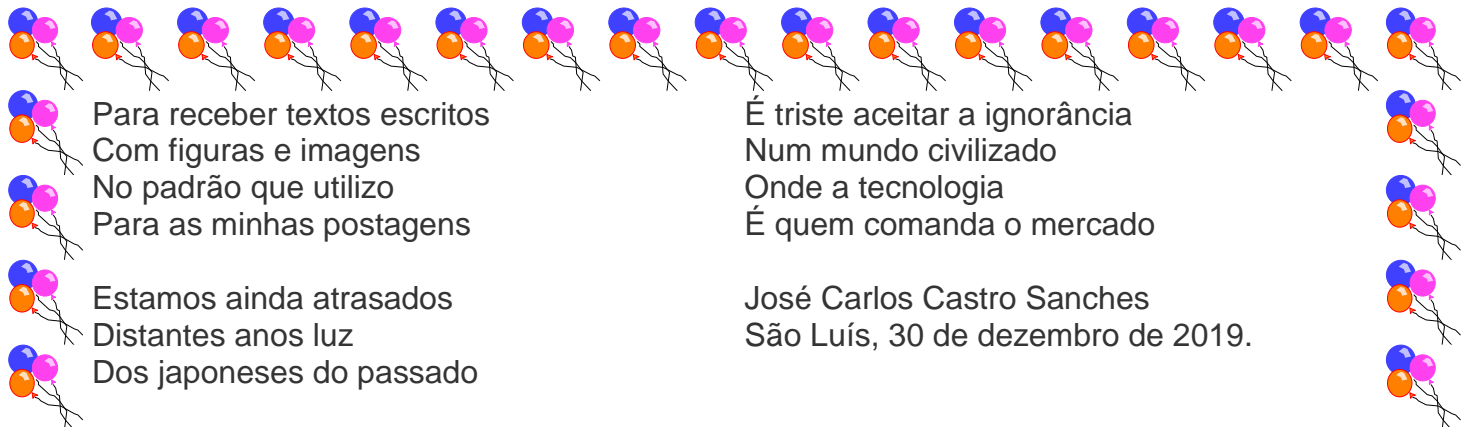 Para receber textos escritos
Com figuras e imagens
No padrão que utilizo
Para as minhas postagens
Estamos ainda atrasados
Distantes anos luz
Dos japoneses do passado
É triste aceitar a ignorância
Num mundo civilizado
Onde a tecnologia
É quem comanda o mercado
José Carlos Castro Sanches
São Luís, 30 de dezembro de 2019.